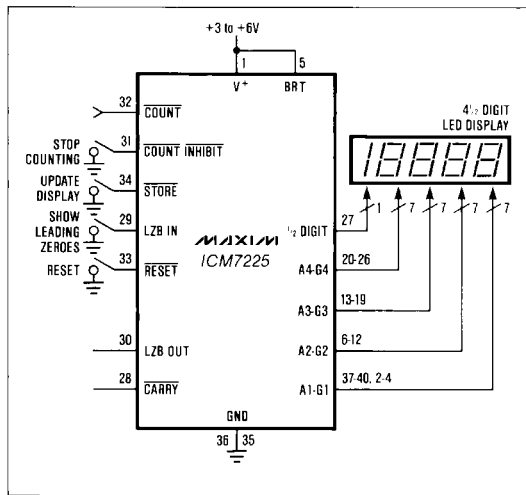 +3 to +6V
1
5
V+
BRT
32
COUNT
31
COUNT INHIBIT
STOP
COUNTING
34
STORE
UPDATE
DISPLAY
29
LZB IN
SHOW
LEADING
ZEROES
33
RESET
RESET
30
LZB OUT
28
CARRY
MAXIM
ICM7225
4½ DIGIT
LED DISPLAY
18888
1
7
7
7
7
½ DIGIT
27
A4-G4
20-26
A3-G3
13-19
A2-G2
6-12
A1-G1
37-40, 2-4
GND
36
35